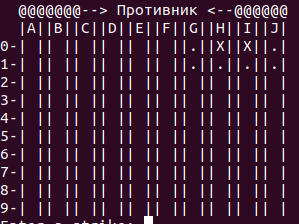 @@@@@@@--> Противник <--@@@@@@
  |A||B||C||D||E||F||G||H||I||J|
0-| || || || || || ||.||X||X||.|
1-| || || || || || ||.||.||.||.|
2-| || || || || || || || || || |
3-| || || || || || || || || || |
4-| || || || || || || || || || |
5-| || || || || || || || || || |
6-| || || || || || || || || || |
7-| || || || || || || || || || |
8-| || || || || || || || || || |
9-| || || || || || || || || || |